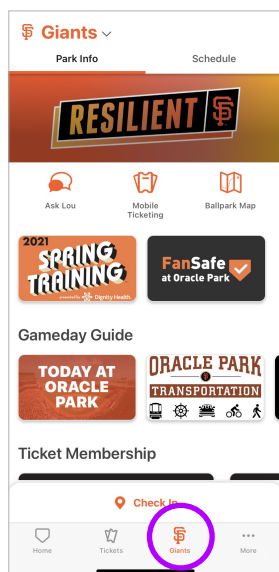 Giants
Park Info
Schedule
RESILIENT SF
Ask Lou
Mobile
Ticketing
Ballpark Map
2021
SPRING
TRAINING
presented by Dignity Health
FanSafe
at Oracle Park
Gameday Guide
TODAY AT
ORACLE
PARK
ORACLE PARK
TRANSPORTATION
Ticket Membership
Check In
Home
Tickets
Giants
More